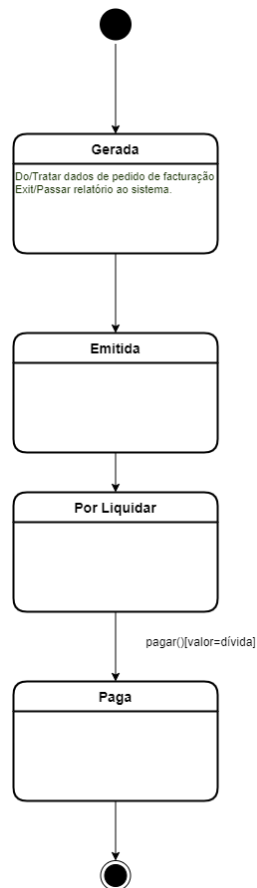 Gerada
Do/Tratar dados de pedido de facturação
Exit/Passar relatório ao sistema.
Emitida
Por Liquidar
pagar()[valor=dívida]
Paga